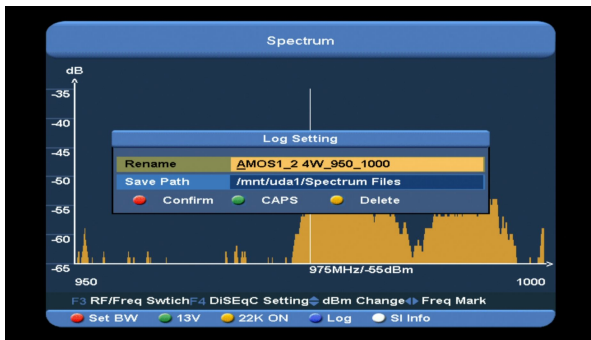 Spectrum
dB
-35
-40
Log Setting
-45
Rename AMOS1_2 4W_950_1000
-50 Save Path /mnt/uda1/Spectrum Files
Confirm CAPS Delete
-55
-60
-65 975MHz/-55dBm
950 1000
F3 RF/Freq SwtichF4 DiSEqC Setting dBm Change Freq Mark
Set BW 13V 22K ON Log SI Info